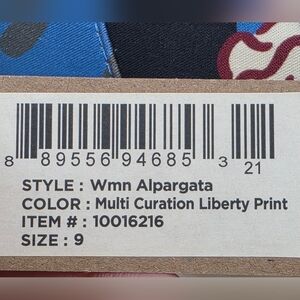 8 89556 94685 3 21
STYLE : Wmn Alpargata
COLOR : Multi Curation Liberty Print
ITEM # : 10016216
SIZE : 9